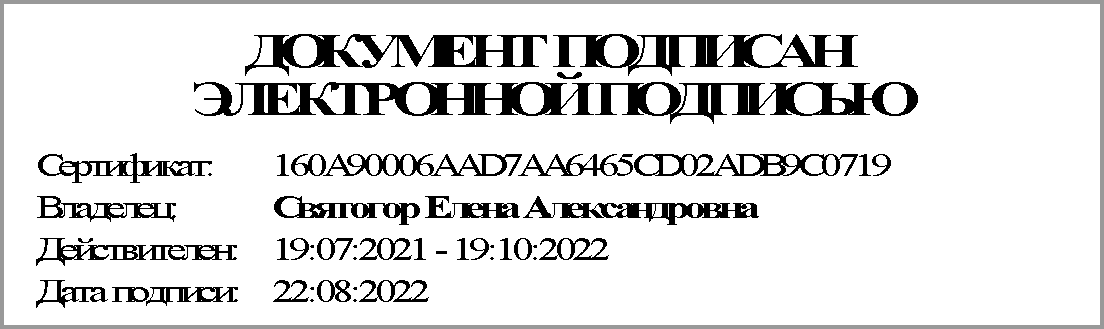 ДОКУМЕНТ ПОДПИСАН
ЭЛЕКТРОННОЙ ПОДПИСЬЮ
Сертификат: 160A90006AAD7AA6465CD02ADB9C0719
Владелец: Святогор Елена Александровна
Действителен: 19:07:2021 - 19:10:2022
Дата подписи: 22:08:2022